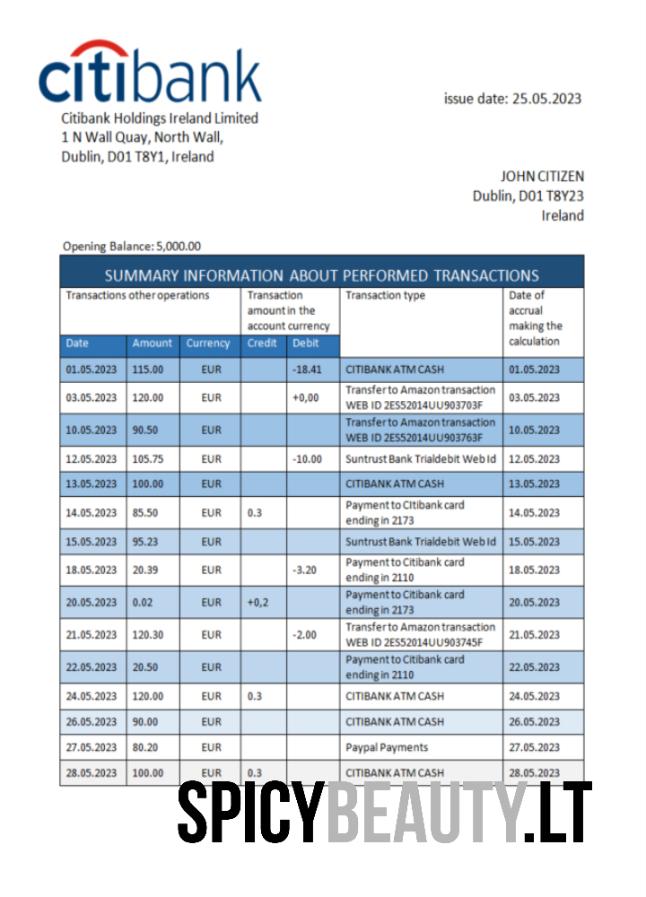 citibank
Citibank Holdings Ireland Limited
1 N Wall Quay, North Wall,
Dublin, D01 T8Y1, Ireland
issue date: 25.05.2023
JOHN CITIZEN
Dublin, D01 T8Y23
Ireland
Opening Balance: 5,000.00
SUMMARY INFORMATION ABOUT PERFORMED TRANSACTIONS
Transactions other operations Transaction amount in the account currency Transaction type Date of accrual making the calculation
Date Amount Currency Credit Debit
01.05.2023 115.00 EUR -18.41 CITIBANK ATM CASH 01.05.2023
03.05.2023 120.00 EUR +0,00 Transfer to Amazon transaction WEB ID 2ES52014UU903703F 03.05.2023
10.05.2023 90.50 EUR Transfer to Amazon transaction WEB ID 2ES52014UU903763F 10.05.2023
12.05.2023 105.75 EUR -10.00 Suntrust Bank Trialdebit Web Id 12.05.2023
13.05.2023 100.00 EUR CITIBANK ATM CASH 13.05.2023
14.05.2023 85.50 EUR 0.3 Payment to CItibank card ending in 2173 14.05.2023
15.05.2023 95.23 EUR Suntrust Bank Trialdebit Web Id 15.05.2023
18.05.2023 20.39 EUR -3.20 Payment to Citibank card ending in 2110 18.05.2023
20.05.2023 0.02 EUR +0,2 Payment to Citibank card ending in 2173 20.05.2023
21.05.2023 120.30 EUR -2.00 Transfer to Amazon transaction WEB ID 2ES52014UU903745F 21.05.2023
22.05.2023 20.50 EUR Payment to Citibank card ending in 2110 22.05.2023
24.05.2023 120.00 EUR 0.3 CITIBANK ATM CASH 24.05.2023
26.05.2023 90.00 EUR CITIBANK ATM CASH 26.05.2023
27.05.2023 80.20 EUR Paypal Payments 27.05.2023
28.05.2023 100.00 EUR 0.3 CITIBANK ATM CASH 28.05.2023
SPICYBEAUTY.LT